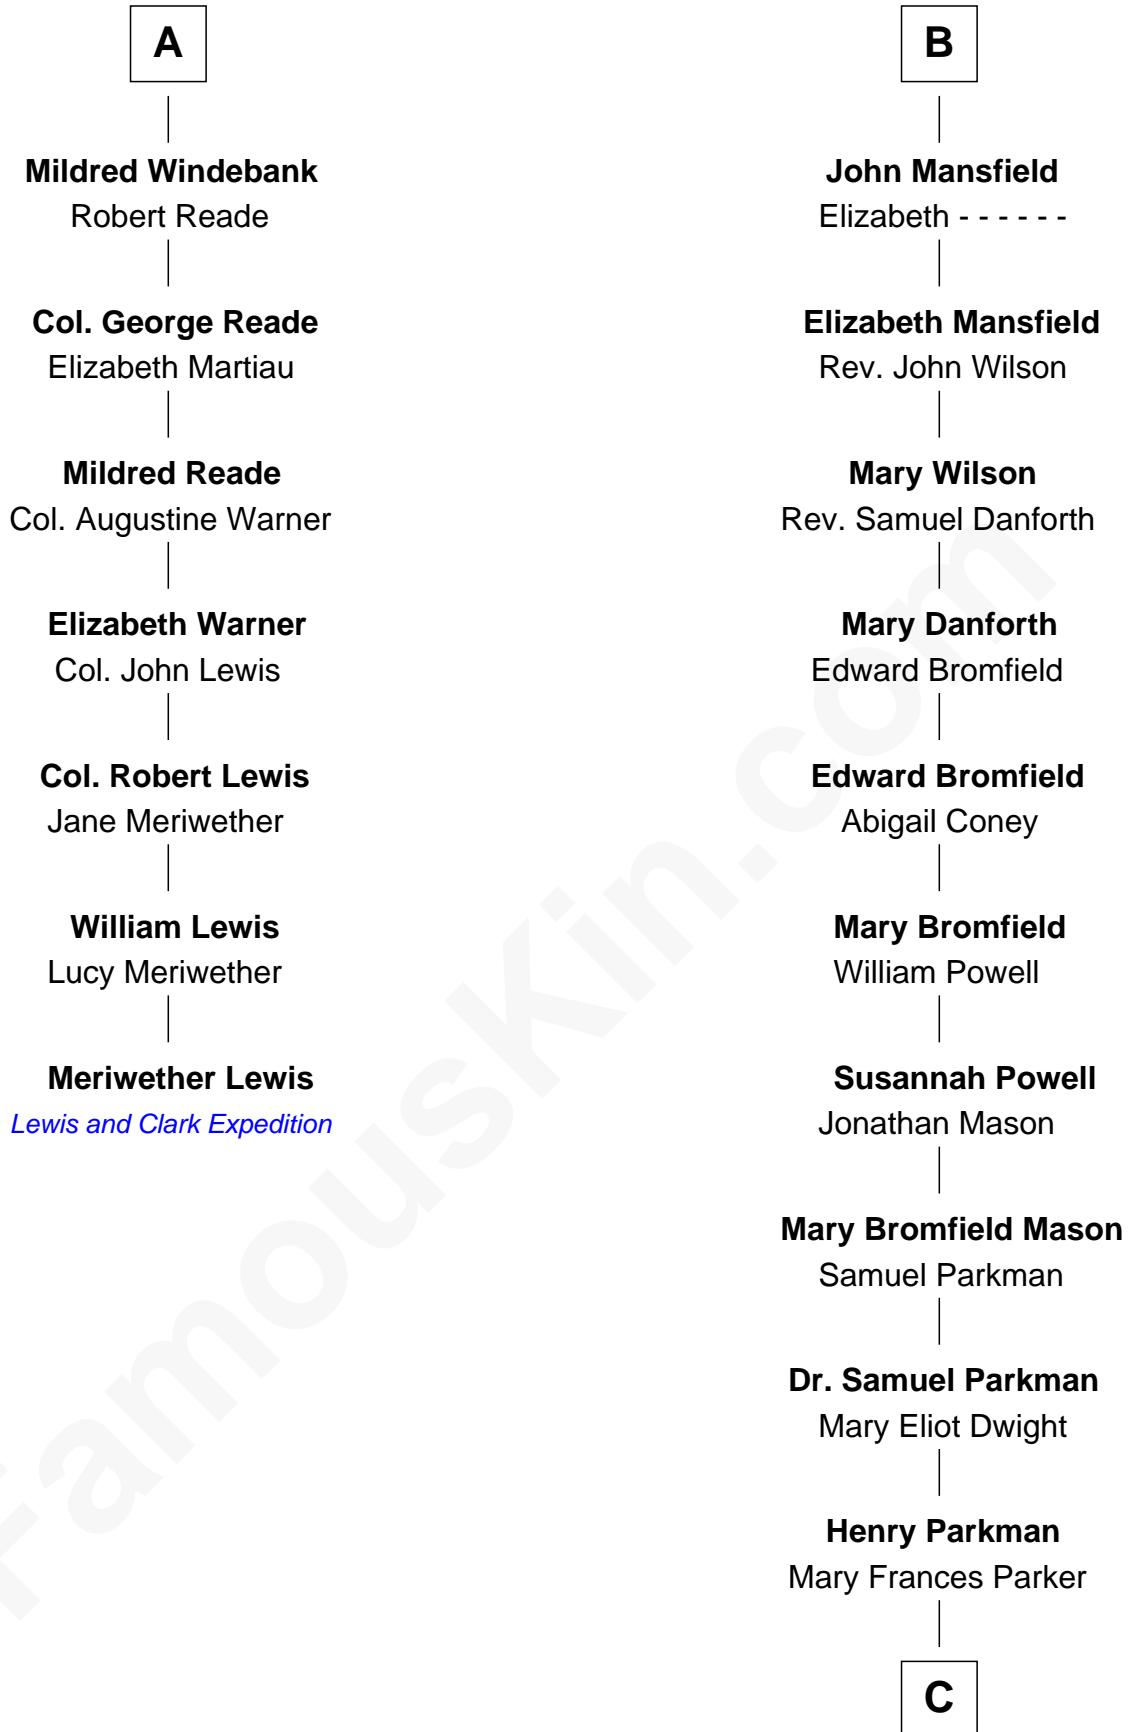 A
Mildred Windebank
Robert Reade
Col. George Reade
Elizabeth Martiau
Mildred Reade
Col. Augustine Warner
Elizabeth Warner
Col. John Lewis
Col. Robert Lewis
Jane Meriwether
William Lewis
Lucy Meriwether
Meriwether Lewis
Lewis and Clark Expedition
B
John Mansfield
Elizabeth - - - - - -
Elizabeth Mansfield
Rev. John Wilson
Mary Wilson
Rev. Samuel Danforth
Mary Danforth
Edward Bromfield
Edward Bromfield
Abigail Coney
Mary Bromfield
William Powell
Susannah Powell
Jonathan Mason
Mary Bromfield Mason
Samuel Parkman
Dr. Samuel Parkman
Mary Eliot Dwight
Henry Parkman
Mary Frances Parker
C
FamousKin.com